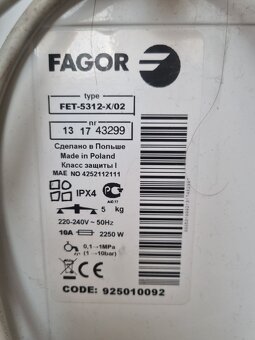 FAGOR
type
FET-5312-X/02
nr
13 17 43299
Сделано в Польше
Made in Poland
Класс защиты I
MAE NO 4252112111
IPX4
5 kg
220-240V ~ 50Hz
10A 2250 W
0,1→1MPa
(1→10bar)
CODE: 925010092